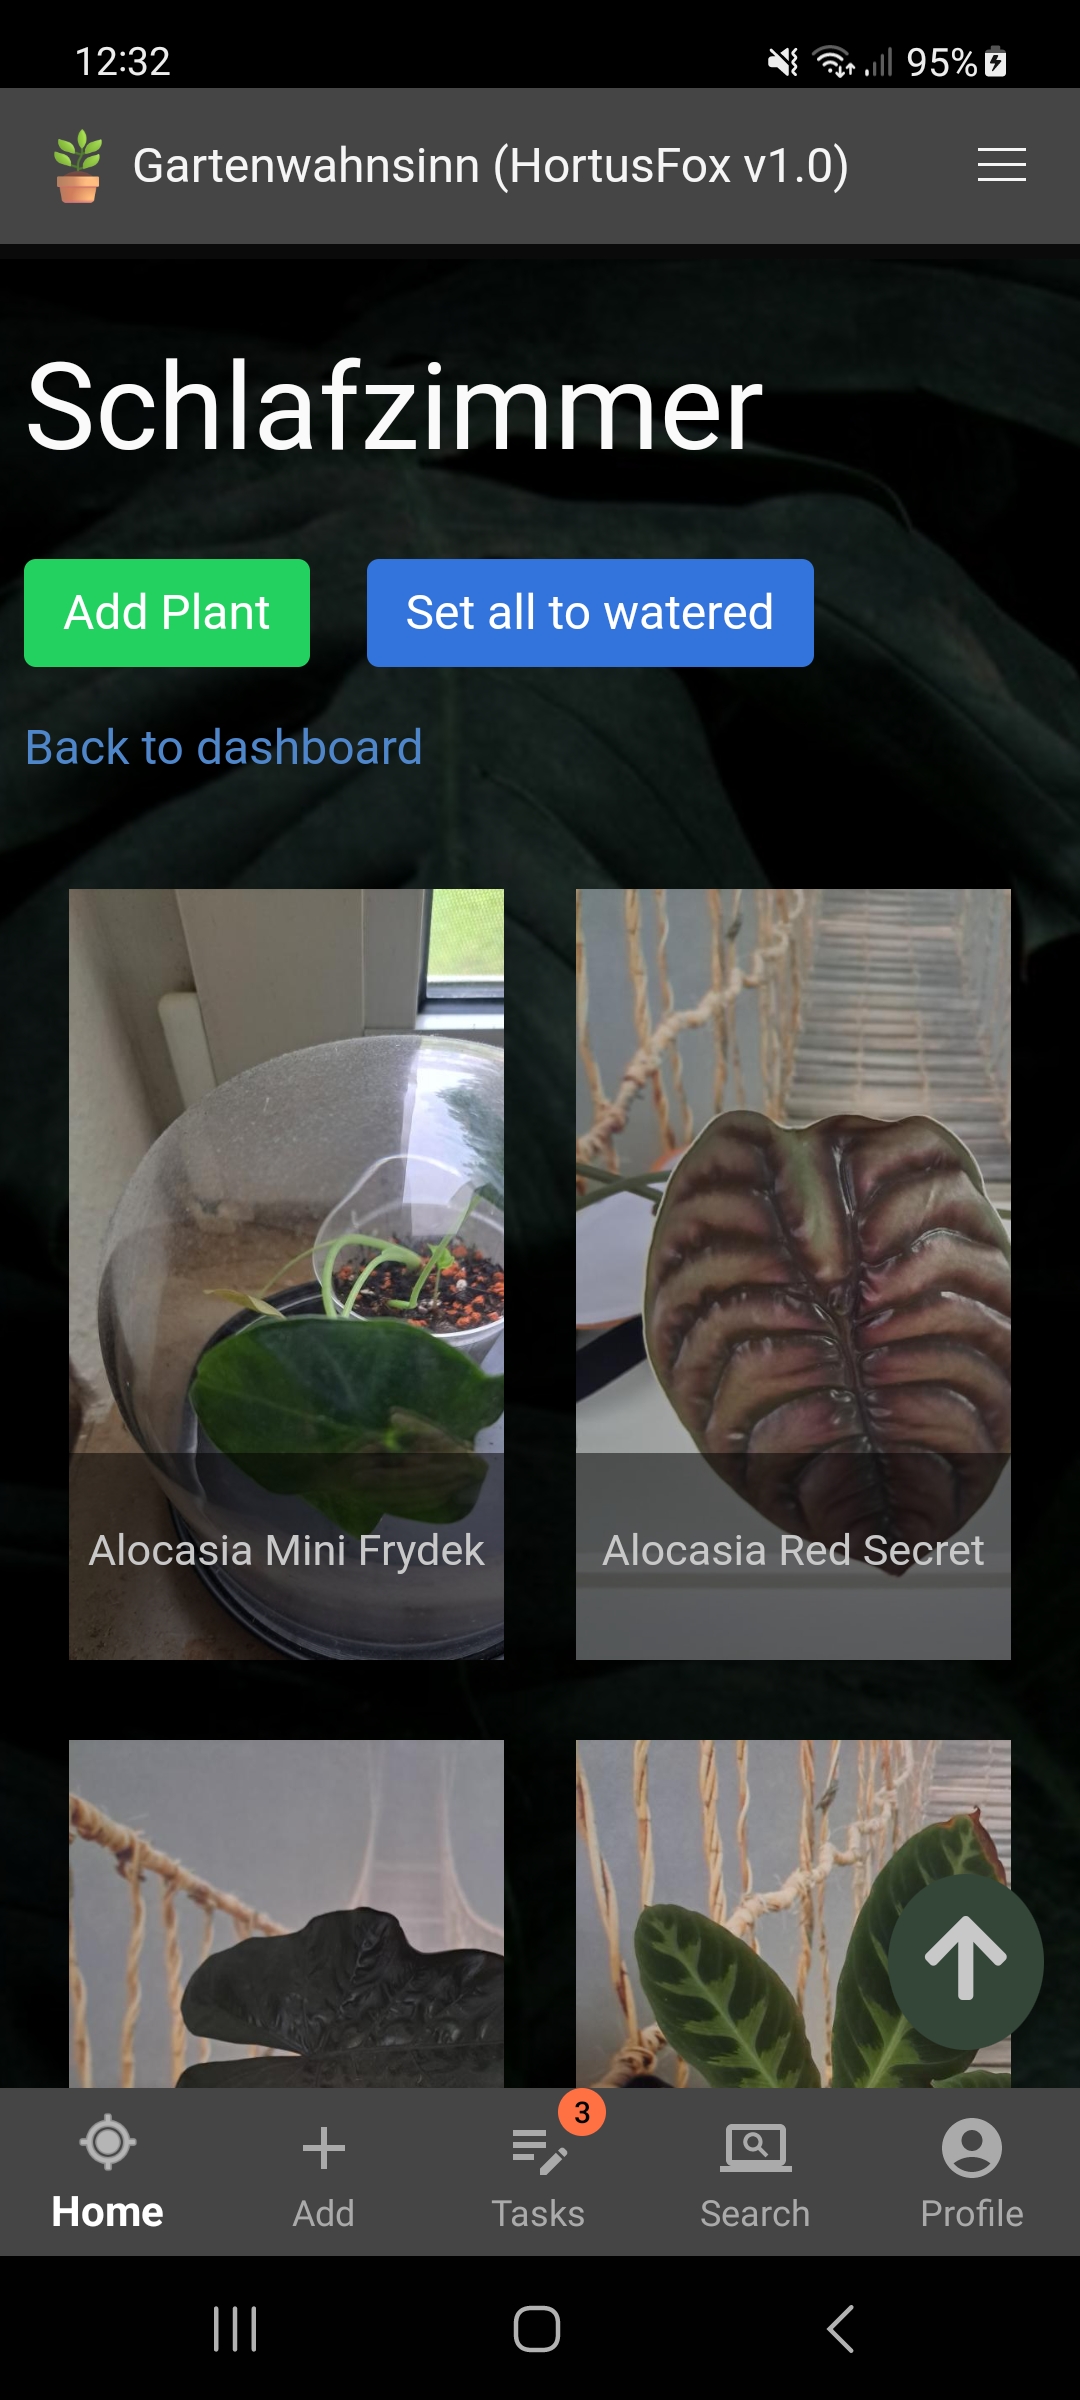 12:32
95%
Gartenwahnsinn (HortusFox v1.0)
Schlafzimmer
Add Plant
Set all to watered
Back to dashboard
Alocasia Mini Frydek
Alocasia Red Secret
3
Home
Add
Tasks
Search
Profile